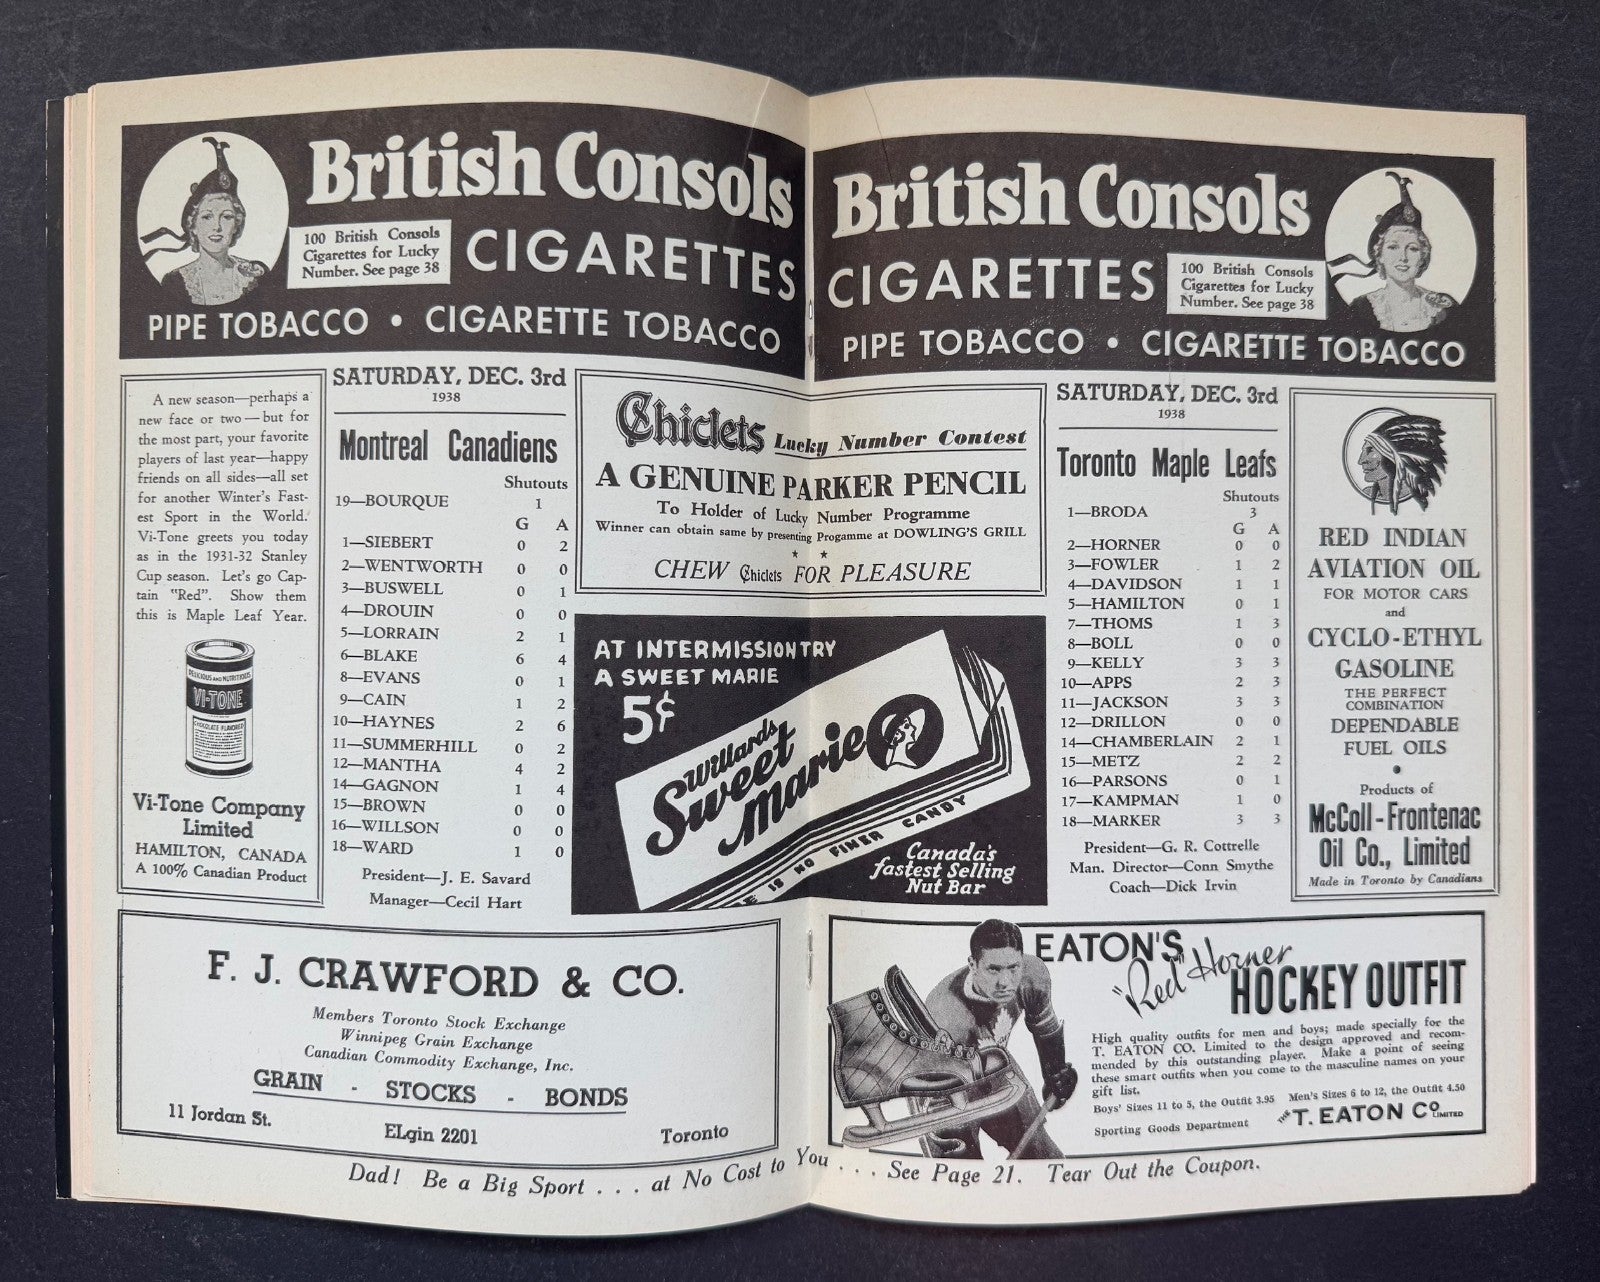 British Consols
100 British Consols
Cigarettes for Lucky
Number. See page 38
CIGARETTES
PIPE TOBACCO • CIGARETTE TOBACCO
A new season—perhaps a
new face or two—but for
the most part, your favorite
players of last year—happy
friends on all sides—all set
for another Winter's Fast-
est Sport in the World.
Vi-Tone greets you today
as in the 1931-32 Stanley
Cup season. Let's go Cap-
tain "Red". Show them
this is Maple Leaf Year.
DELICIOUS AND NUTRITIOUS
VI-TONE
CHOCOLATE FLAVORED
Vi-Tone Company
Limited
HAMILTON, CANADA
A 100% Canadian Product
SATURDAY, DEC. 3rd
1938
Montreal Canadiens
Shutouts
19—BOURQUE 1
G A
1—SIEBERT 0 2
2—WENTWORTH 0 0
3—BUSWELL 0 1
4—DROUIN 0 0
5—LORRAIN 2 1
6—BLAKE 6 4
8—EVANS 0 1
9—CAIN 1 2
10—HAYNES 2 6
11—SUMMERHILL 0 2
12—MANTHA 4 2
14—GAGNON 1 4
15—BROWN 0 0
16—WILLSON 0 0
18—WARD 1 0
President—J. E. Savard
Manager—Cecil Hart
Chiclets Lucky Number Contest
A GENUINE PARKER PENCIL
To Holder of Lucky Number Programme
Winner can obtain same by presenting Progamme at DOWLING'S GRILL
* *
CHEW Chiclets FOR PLEASURE
AT INTERMISSION TRY
A SWEET MARIE
5¢
Willards
Sweet
Marie
IS NO FINER CANDY
Canada's
fastest Selling
Nut Bar
F. J. CRAWFORD & CO.
Members Toronto Stock Exchange
Winnipeg Grain Exchange
Canadian Commodity Exchange, Inc.
GRAIN - STOCKS - BONDS
11 Jordan St. ELgin 2201 Toronto
British Consols
CIGARETTES
100 British Consols
Cigarettes for Lucky
Number. See page 38
PIPE TOBACCO • CIGARETTE TOBACCO
SATURDAY, DEC. 3rd
1938
Toronto Maple Leafs
Shutouts
1—BRODA 3
G A
2—HORNER 0 0
3—FOWLER 1 2
4—DAVIDSON 1 1
5—HAMILTON 0 1
7—THOMS 1 3
8—BOLL 0 0
9—KELLY 3 3
10—APPS 2 3
11—JACKSON 3 3
12—DRILLON 0 0
14—CHAMBERLAIN 2 1
15—METZ 2 2
16—PARSONS 0 1
17—KAMPMAN 1 0
18—MARKER 3 3
President—G. R. Cottrelle
Man. Director—Conn Smythe
Coach—Dick Irvin
RED INDIAN
AVIATION OIL
FOR MOTOR CARS
and
CYCLO-ETHYL
GASOLINE
THE PERFECT
COMBINATION
DEPENDABLE
FUEL OILS
•
Products of
McColl-Frontenac
Oil Co., Limited
Made in Toronto by Canadians
EATON'S
"Red" Horner
HOCKEY OUTFIT
High quality outfits for men and boys; made specially for the
T. EATON CO. Limited to the design approved and recom-
mended by this outstanding player. Make a point of seeing
these smart outfits when you come to the masculine names on your
gift list.
Boys' Sizes 11 to 5, the Outfit 3.95 Men's Sizes 6 to 12, the Outfit 4.50
Sporting Goods Department THE T. EATON CO LIMITED
Dad! Be a Big Sport . . . at No Cost to You . . . See Page 21. Tear Out the Coupon.